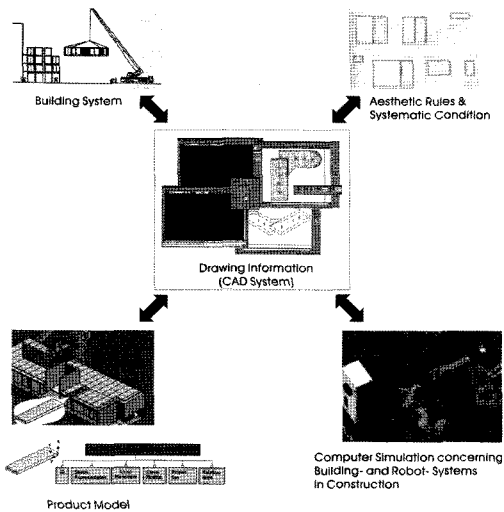 Building System
Aesthetic Rules &
Systematic Condition
Drawing Information
(CAD System)
Computer Simulation concerning
Building- and Robot- Systems
in Construction
Product Model